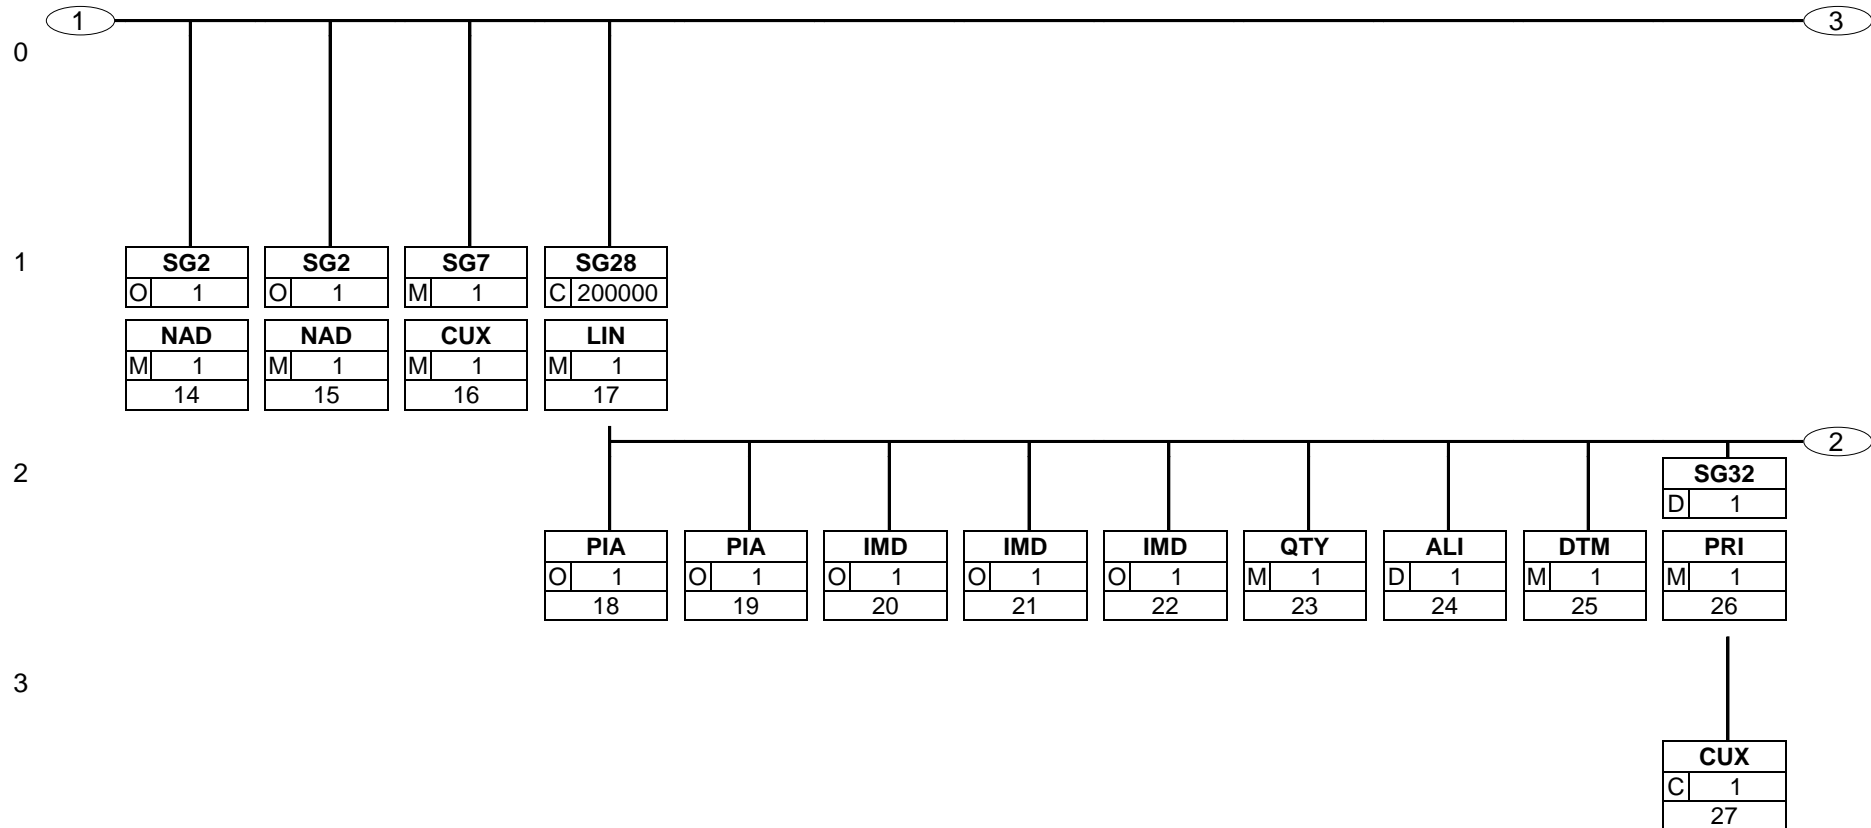 1 3
0
1
SG2 SG2 SG7 SG28
O 1 O 1 M 1 C 200000
NAD NAD CUX LIN
M 1 M 1 M 1 M 1
14 15 16 17
2
2
SG32
D 1
PIA PIA IMD IMD IMD QTY ALI DTM PRI
O 1 O 1 O 1 O 1 O 1 M 1 D 1 M 1 M 1
18 19 20 21 22 23 24 25 26
3
CUX
C 1
27